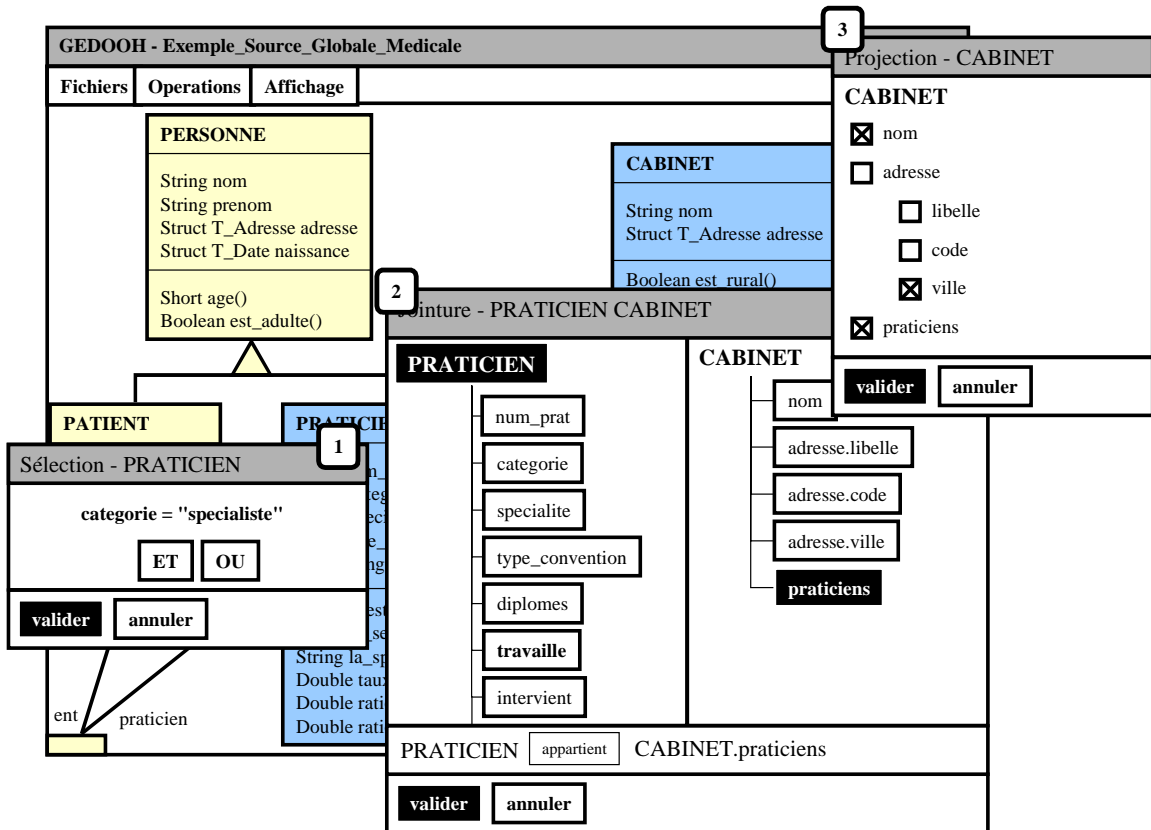 GEDOOH - Exemple_Source_Globale_Medicale
Fichiers Operations Affichage
PERSONNE
String nom
String prenom
Struct T_Adresse adresse
Struct T_Date naissance
Short age()
Boolean est_adulte()
CABINET
String nom
Struct T_Adresse adresse
Boolean est_rural()
PATIENT
PRATICIE
String la_sp
Double taux
Double rati
Double rati
ent
praticien
1
Sélection - PRATICIEN
categorie = "specialiste"
ET OU
valider annuler
2
Jointure - PRATICIEN CABINET
PRATICIEN
num_prat
categorie
specialite
type_convention
diplomes
travaille
intervient
CABINET
nom
adresse.libelle
adresse.code
adresse.ville
praticiens
PRATICIEN appartient CABINET.praticiens
valider annuler
3
Projection - CABINET
CABINET
nom
adresse
libelle
code
ville
praticiens
valider annuler